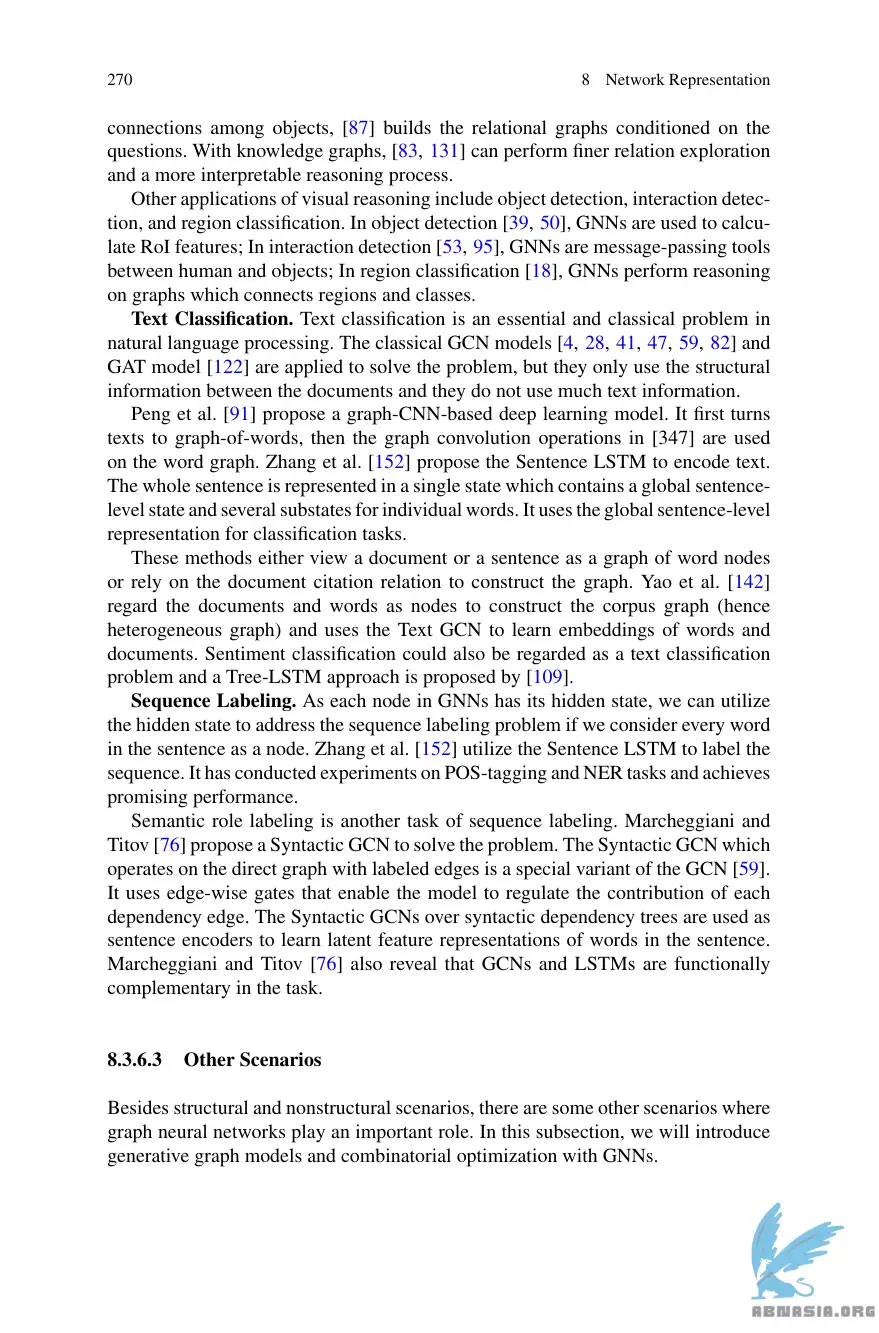 270
8 Network Representation
connections among objects, [87] builds the relational graphs conditioned on the
questions. With knowledge graphs, [83, 131] can perform finer relation exploration
and a more interpretable reasoning process.
Other applications of visual reasoning include object detection, interaction detec-
tion, and region classification. In object detection [39, 50], GNNs are used to calcu-
late RoI features; In interaction detection [53, 95], GNNs are message-passing tools
between human and objects; In region classification [18], GNNs perform reasoning
on graphs which connects regions and classes.
Text Classification. Text classification is an essential and classical problem in
natural language processing. The classical GCN models [4, 28, 41, 47, 59, 82] and
GAT model [122] are applied to solve the problem, but they only use the structural
information between the documents and they do not use much text information.
Peng et al. [91] propose a graph-CNN-based deep learning model. It first turns
texts to graph-of-words, then the graph convolution operations in [347] are used
on the word graph. Zhang et al. [152] propose the Sentence LSTM to encode text.
The whole sentence is represented in a single state which contains a global sentence-
level state and several substates for individual words. It uses the global sentence-level
representation for classification tasks.
These methods either view a document or a sentence as a graph of word nodes
or rely on the document citation relation to construct the graph. Yao et al. [142]
regard the documents and words as nodes to construct the corpus graph (hence
heterogeneous graph) and uses the Text GCN to learn embeddings of words and
documents. Sentiment classification could also be regarded as a text classification
problem and a Tree-LSTM approach is proposed by [109].
Sequence Labeling. As each node in GNNs has its hidden state, we can utilize
the hidden state to address the sequence labeling problem if we consider every word
in the sentence as a node. Zhang et al. [152] utilize the Sentence LSTM to label the
sequence. It has conducted experiments on POS-tagging and NER tasks and achieves
promising performance.
Semantic role labeling is another task of sequence labeling. Marcheggiani and
Titov [76] propose a Syntactic GCN to solve the problem. The Syntactic GCN which
operates on the direct graph with labeled edges is a special variant of the GCN [59].
It uses edge-wise gates that enable the model to regulate the contribution of each
dependency edge. The Syntactic GCNs over syntactic dependency trees are used as
sentence encoders to learn latent feature representations of words in the sentence.
Marcheggiani and Titov [76] also reveal that GCNs and LSTMs are functionally
complementary in the task.
8.3.6.3 Other Scenarios
Besides structural and nonstructural scenarios, there are some other scenarios where
graph neural networks play an important role. In this subsection, we will introduce
generative graph models and combinatorial optimization with GNNs.
ABNASIA.ORG